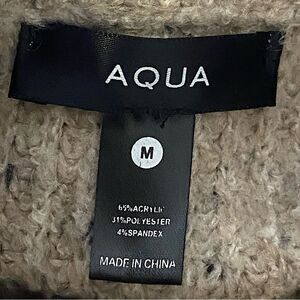 AQUA
M
65%ACRYLIC
31%POLYESTER
4%SPANDEX
MADE IN CHINA